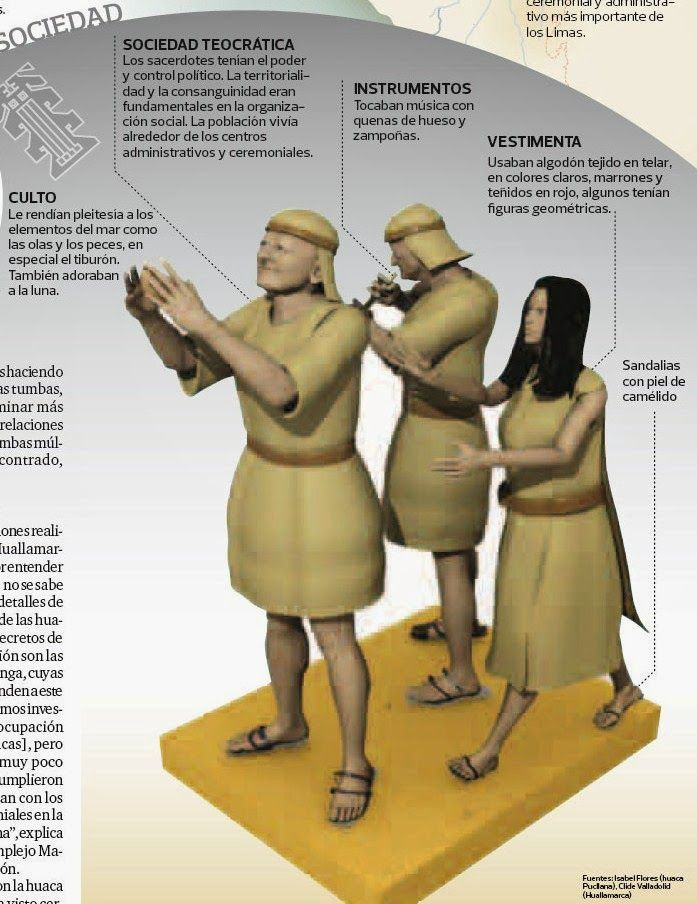 s.
SOCIEDAD
ceremonial y administra-
tivo más importante de
los Limas.
SOCIEDAD TEOCRÁTICA
Los sacerdotes tenían el poder
y control político. La territoriali-
dad y la consanguinidad eran
fundamentales en la organiza-
ción social. La población vivía
alrededor de los centros
administrativos y ceremoniales.
INSTRUMENTOS
Tocaban música con
quenas de hueso y
zampoñas.
VESTIMENTA
Usaban algodón tejido en telar,
en colores claros, marrones y
teñidos en rojo, algunos tenían
figuras geométricas.
CULTO
Le rendían pleitesía a los
elementos del mar como
las olas y los peces, en
especial el tiburón.
También adoraban
a la luna.
Sandalias
con piel de
camélido
shaciendo
as tumbas,
minar más
relaciones
mbas múl-
contrado,
ones reali-
Huallamar-
entender
no se sabe
detalles de
de las hua-
ecretos de
ión son las
nga, cuyas
nden a este
mos inves-
ocupación
cas], pero
muy poco
umplieron
an con los
niales en la
na”, explica
mplejo Ma-
ón.
on la huaca
Fuentes: Isabel Flores (huaca
Pucllana), Clide Valladolid
(Huallamarca)